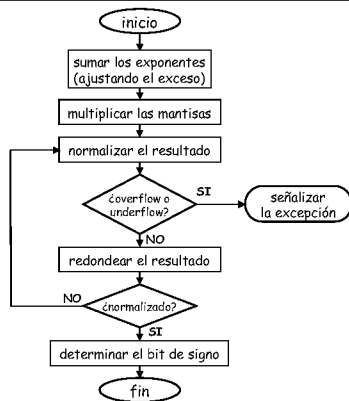 inicio
sumar los exponentes
(ajustando el exceso)
multiplicar las mantisas
normalizar el resultado
¿overflow o
underflow?
SI
señalizar
la excepción
NO
redondear el resultado
¿normalizado?
NO
SI
determinar el bit de signo
fin